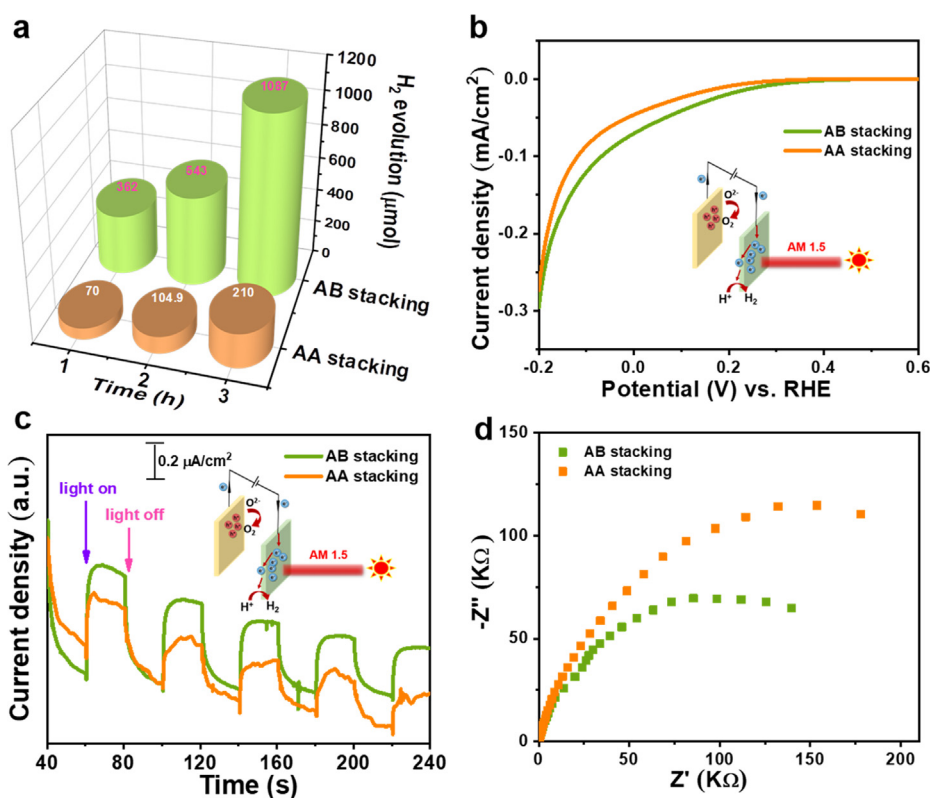 a
1200
1000
800
600
400
200
0
H₂ evolution (μmol)
1087
543
362
210
104.9
70
AB stacking
AA stacking
1
2
3
Time (h)
b
0.0
-0.1
-0.2
-0.3
Current density (mA/cm²)
AB stacking
AA stacking
e
e
O²⁻
O₂
AM 1.5
H⁺ H₂
-0.2 0.0 0.2 0.4 0.6
Potential (V) vs. RHE
c
0.2 μA/cm²
AB stacking
AA stacking
light on
light off
O²⁻
O₂
AM 1.5
H⁺ H₂
Current density (a.u.)
40 80 120 160 200 240
Time (s)
d
150
100
50
0
-Z'' (KΩ)
AB stacking
AA stacking
0 50 100 150 200
Z' (KΩ)